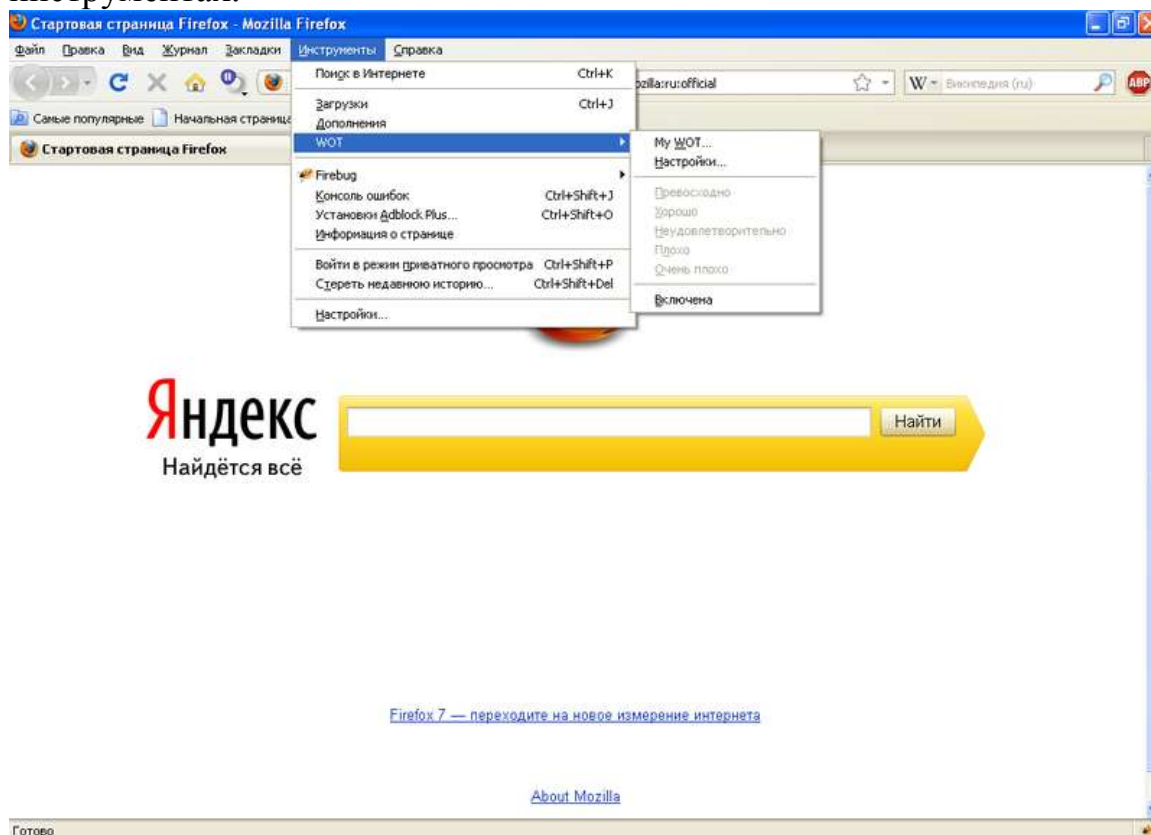 инструментах.
Стартовая страница Firefox - Mozilla Firefox
Файл Правка Вид Журнал Закладки Инструменты Справка
ozilla:ru:official
W Википедия (ru)
ABP
Самые популярные Начальная страница
Стартовая страница Firefox
Поиск в Интернете Ctrl+K
Загрузки Ctrl+J
Дополнения
WOT
Firebug
Консоль ошибок Ctrl+Shift+J
Установки Adblock Plus... Ctrl+Shift+O
Информация о странице
Войти в режим приватного просмотра Ctrl+Shift+P
Стереть недавнюю историю... Ctrl+Shift+Del
Настройки...
My WOT...
Настройки...
Превосходно
Хорошо
Неудовлетворительно
Плохо
Очень плохо
Включена
Яндекс
Найдётся всё
Найти
Firefox 7 — переходите на новое измерение интернета
About Mozilla
Готово